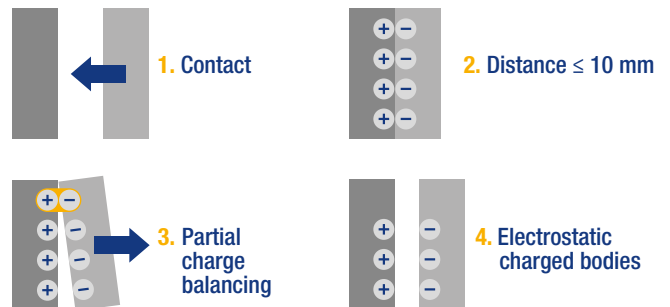 1. Contact
2. Distance ≤ 10 mm
+ −
+ −
+ −
+ −
3. Partial
charge
balancing
+ −
+ −
+ −
+ −
4. Electrostatic
charged bodies
+ −
+ −
+ −